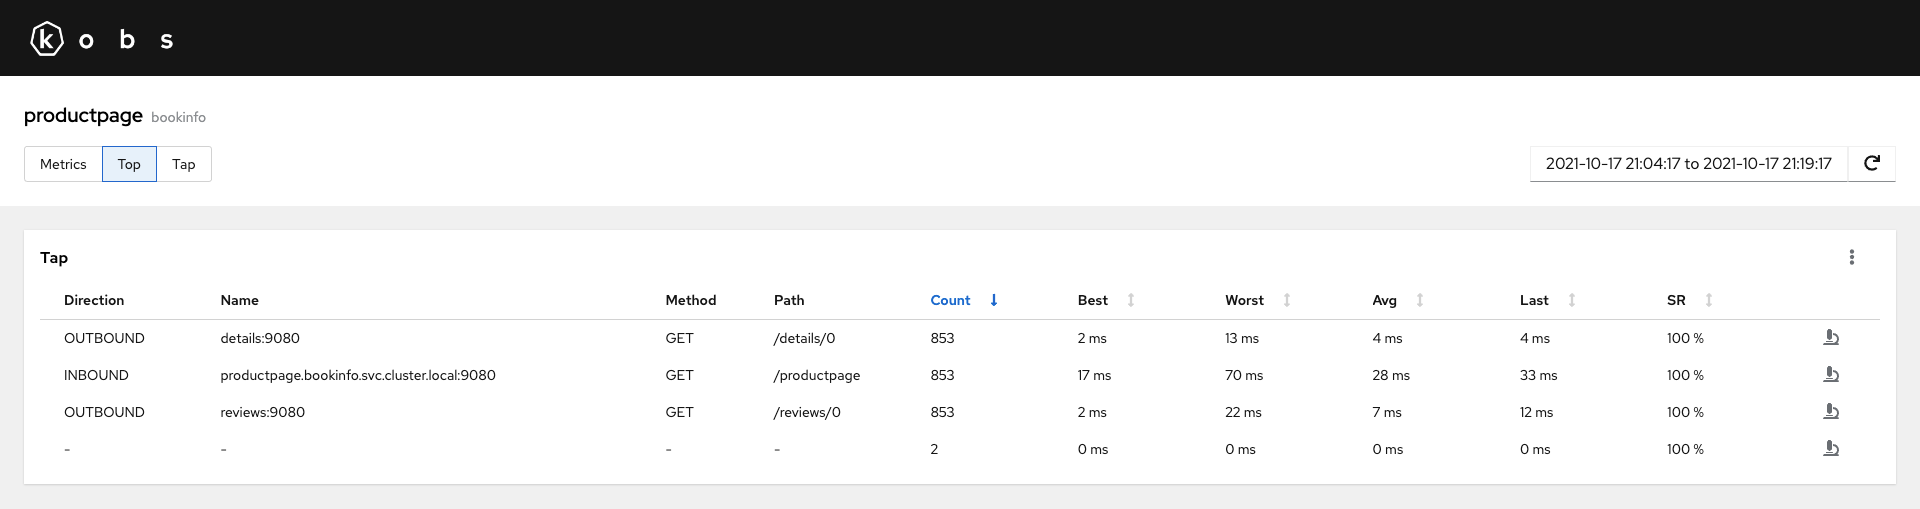 k o b s
productpage bookinfo
Metrics Top Tap 2021-10-17 21:04:17 to 2021-10-17 21:19:17
Tap
Direction Name Method Path Count Best Worst Avg Last SR
OUTBOUND details:9080 GET /details/0 853 2 ms 13 ms 4 ms 4 ms 100 %
INBOUND productpage.bookinfo.svc.cluster.local:9080 GET /productpage 853 17 ms 70 ms 28 ms 33 ms 100 %
OUTBOUND reviews:9080 GET /reviews/0 853 2 ms 22 ms 7 ms 12 ms 100 %
- - - - 2 0 ms 0 ms 0 ms 0 ms 100 %